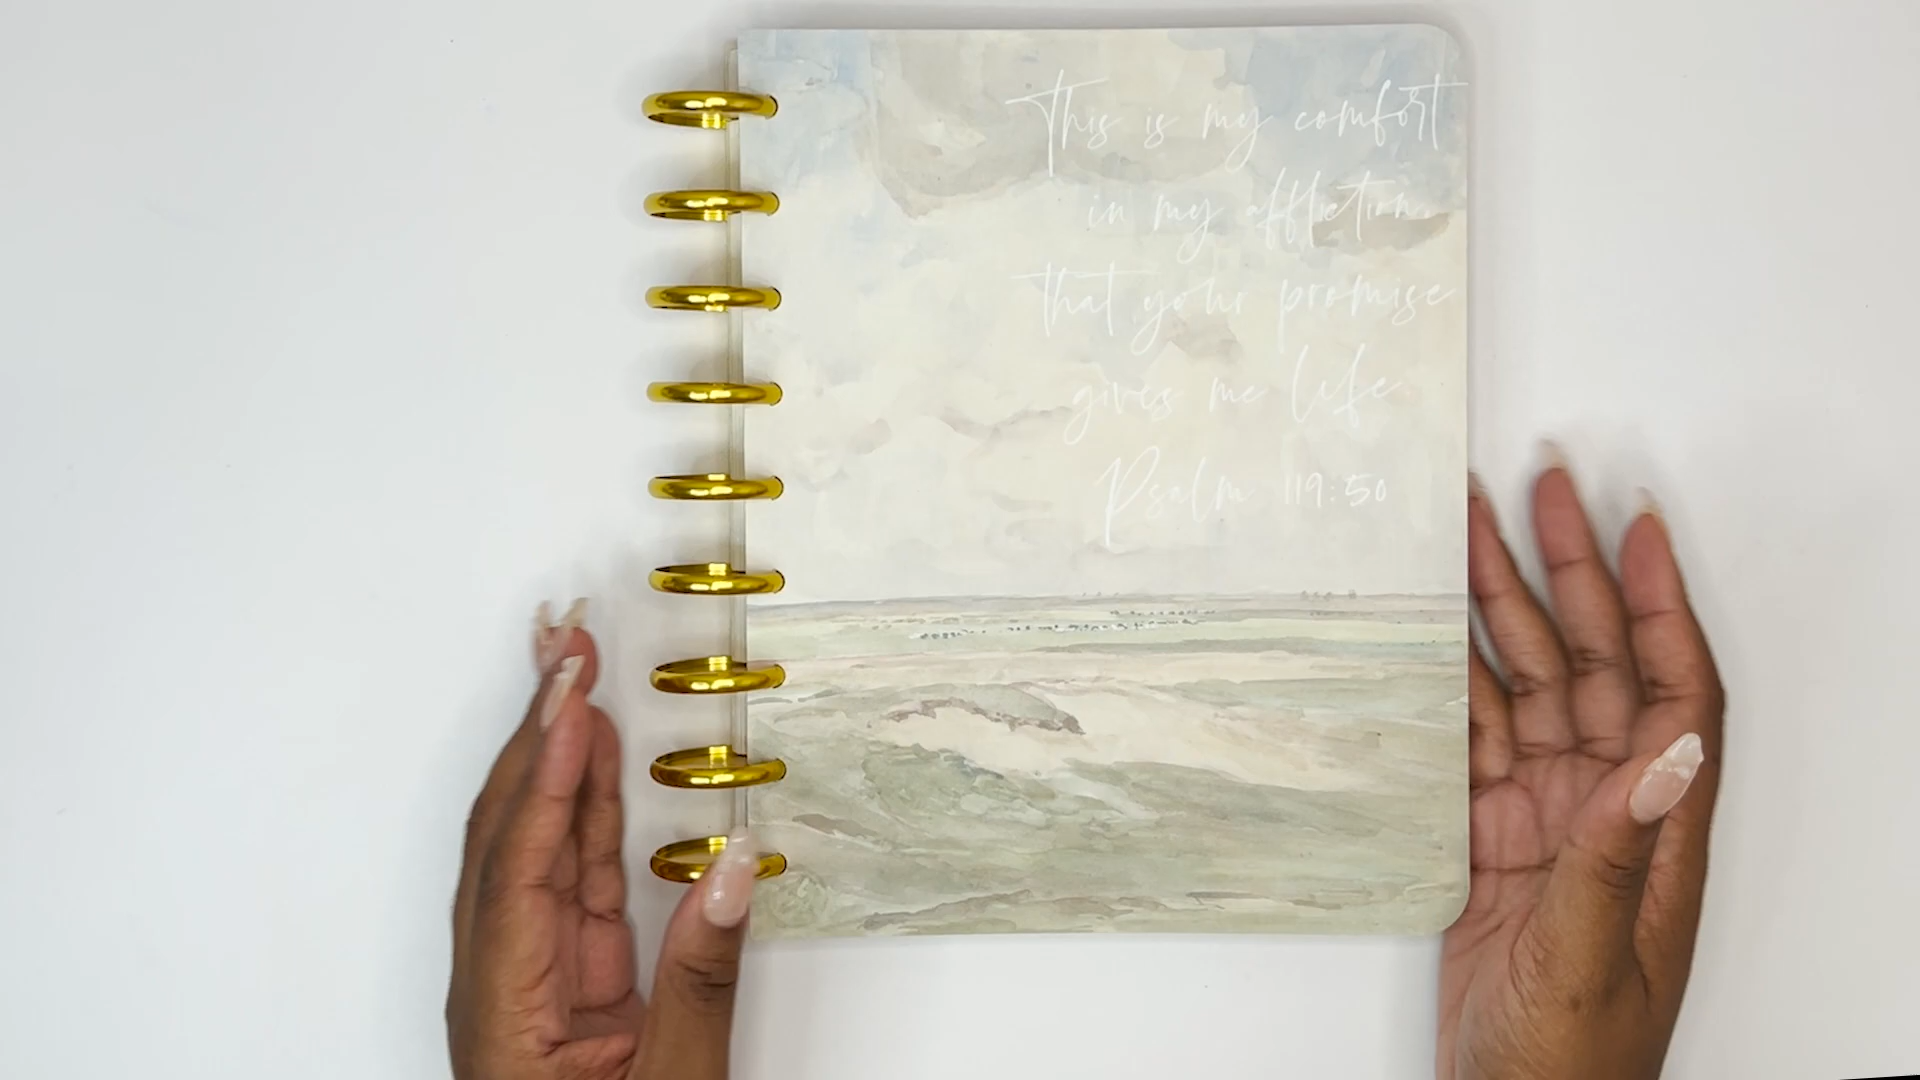 This is my comfort
in my affliction,
that your promise
gives me life
Psalm 119:50